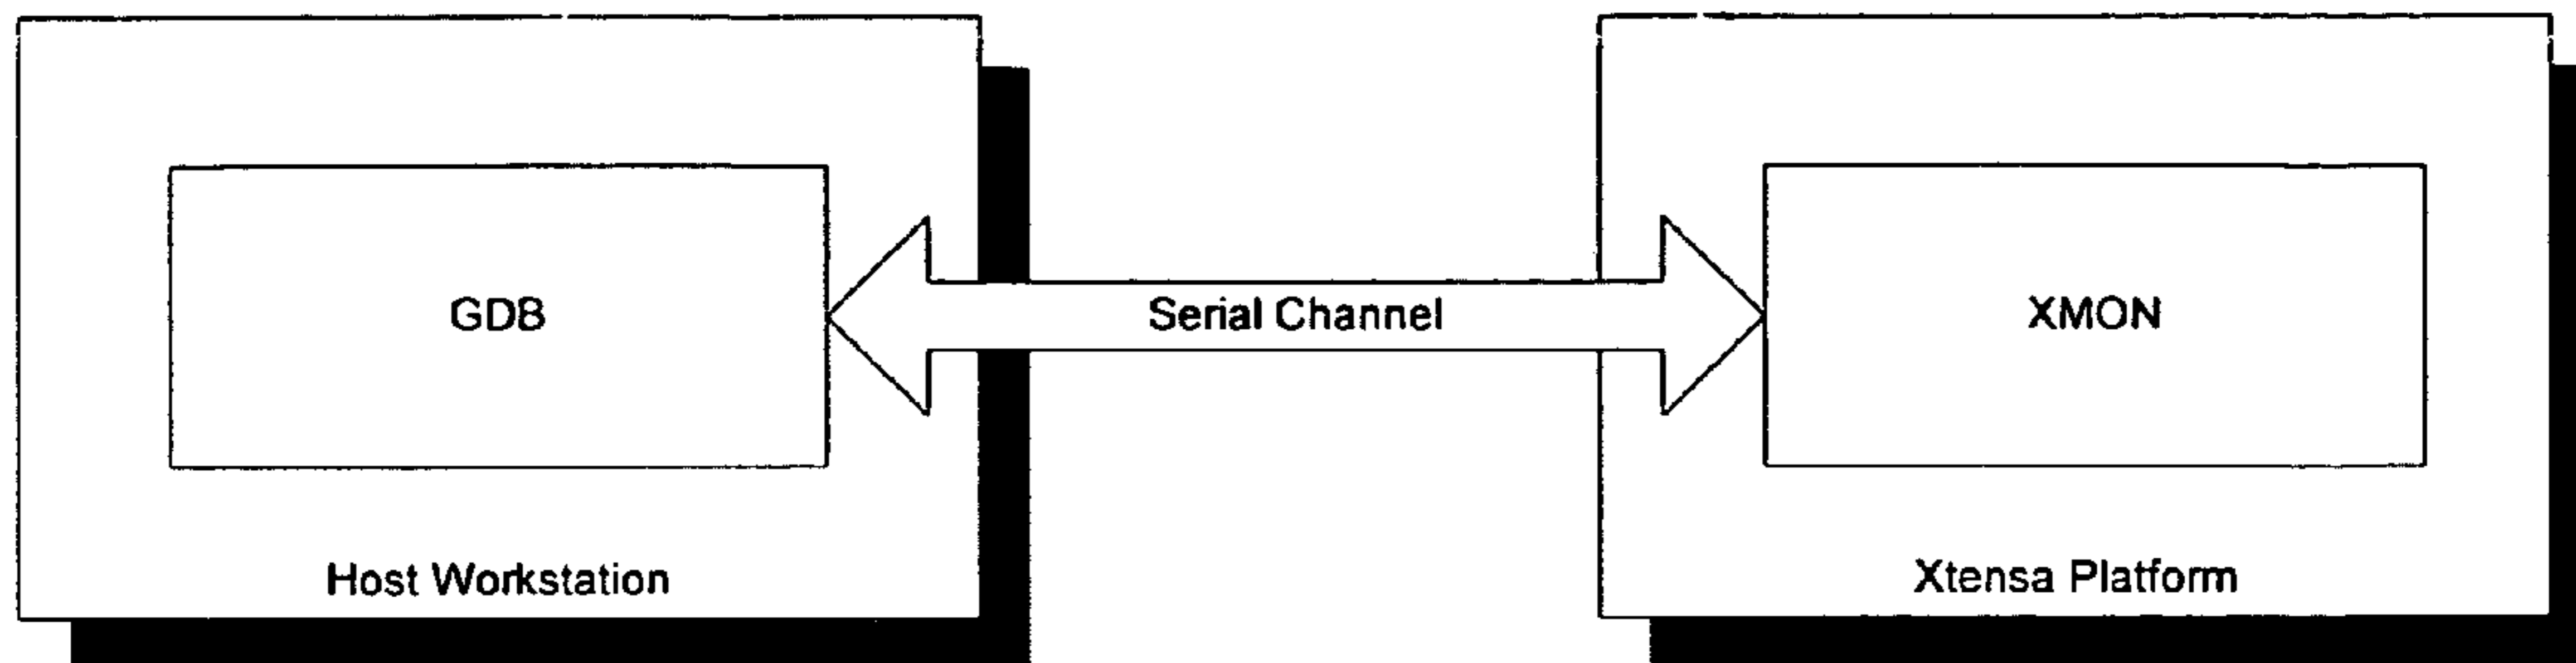 GDB
Serial Channel
XMON
Host Workstation
Xtensa Platform